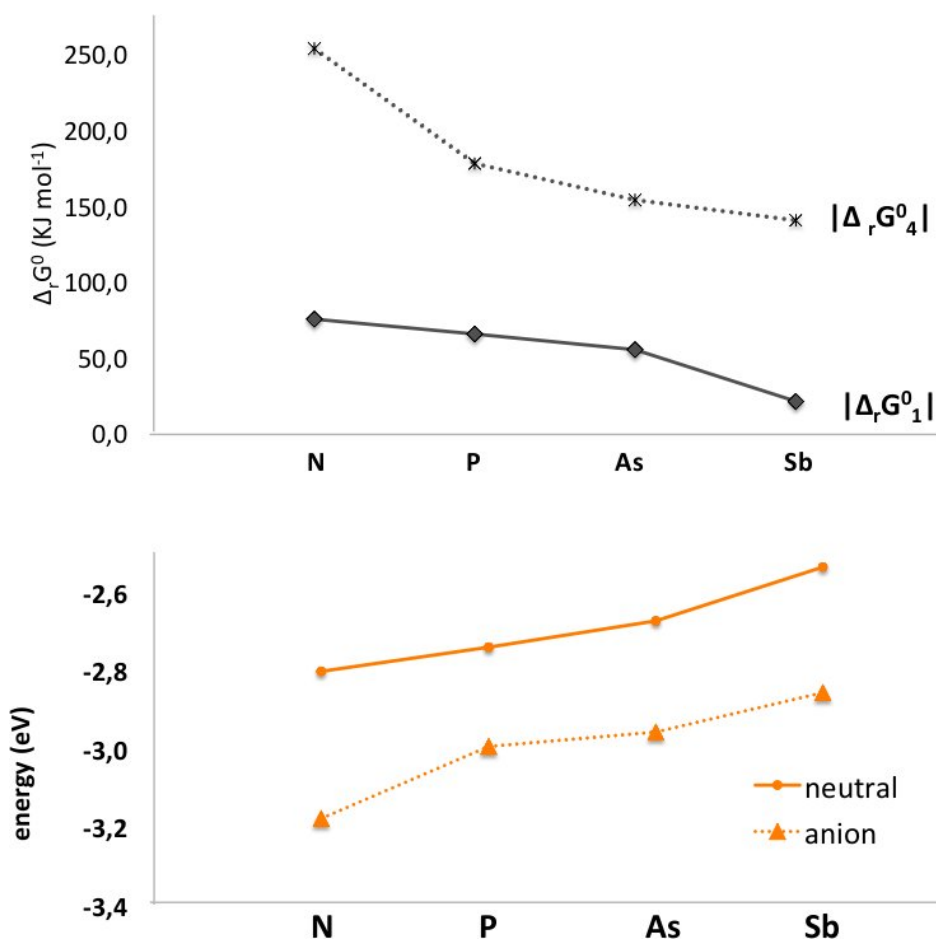 250,0
200,0
150,0
100,0
50,0
0,0
ΔrG⁰ (KJ mol⁻¹)
|Δ rG⁰₄|
|ΔrG⁰₁|
N P As Sb
-2,6
-2,8
-3,0
-3,2
-3,4
energy (eV)
neutral
anion
N P As Sb